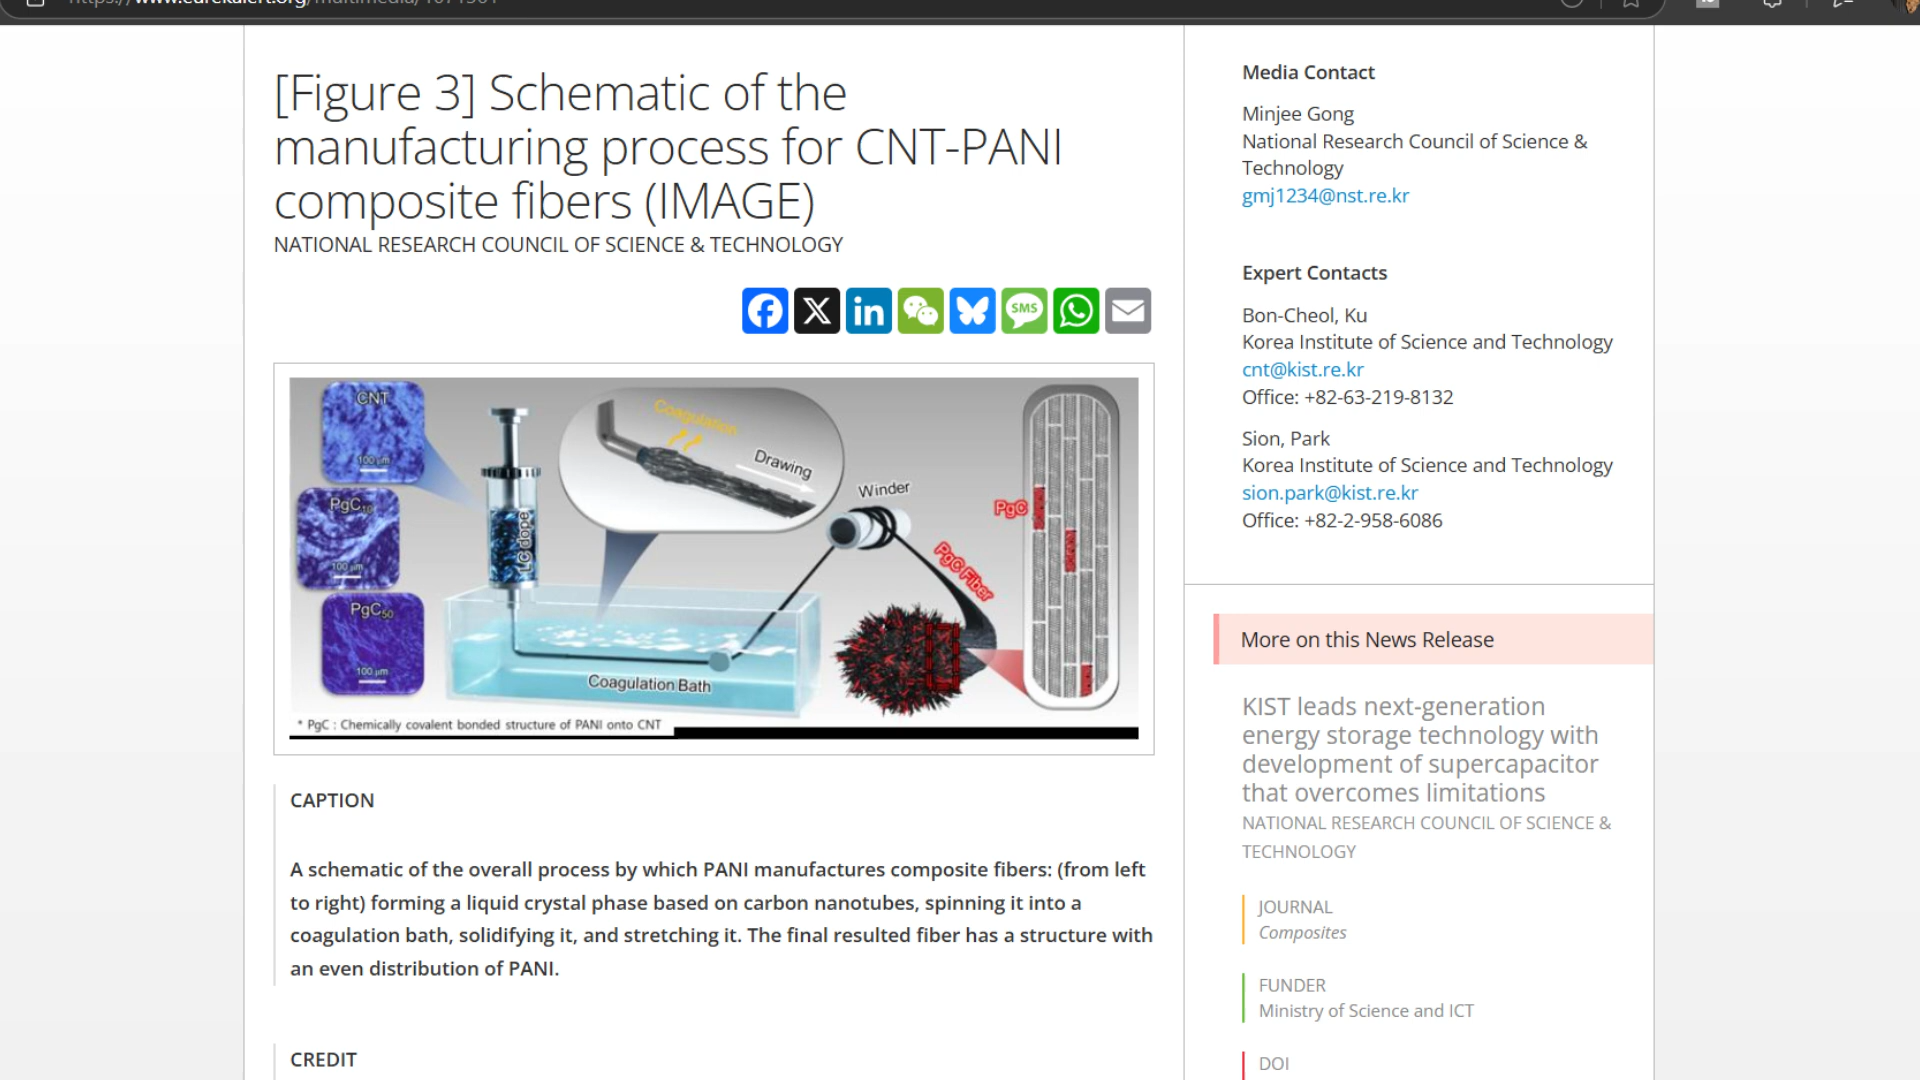 [Figure 3] Schematic of the
manufacturing process for CNT-PANI
composite fibers (IMAGE)
NATIONAL RESEARCH COUNCIL OF SCIENCE & TECHNOLOGY
SMS
CNT
100 μm
PgC10
100 μm
PgC50
100 μm
LC dope
Coagulation
Drawing
Winder
PgC Fiber
PgC
Coagulation Bath
* PgC : Chemically covalent bonded structure of PANI onto CNT
CAPTION
A schematic of the overall process by which PANI manufactures composite fibers: (from left
to right) forming a liquid crystal phase based on carbon nanotubes, spinning it into a
coagulation bath, solidifying it, and stretching it. The final resulted fiber has a structure with
an even distribution of PANI.
CREDIT
Media Contact
Minjee Gong
National Research Council of Science &
Technology
gmj1234@nst.re.kr
Expert Contacts
Bon-Cheol, Ku
Korea Institute of Science and Technology
cnt@kist.re.kr
Office: +82-63-219-8132
Sion, Park
Korea Institute of Science and Technology
sion.park@kist.re.kr
Office: +82-2-958-6086
More on this News Release
KIST leads next-generation
energy storage technology with
development of supercapacitor
that overcomes limitations
NATIONAL RESEARCH COUNCIL OF SCIENCE &
TECHNOLOGY
JOURNAL
Composites
FUNDER
Ministry of Science and ICT
DOI